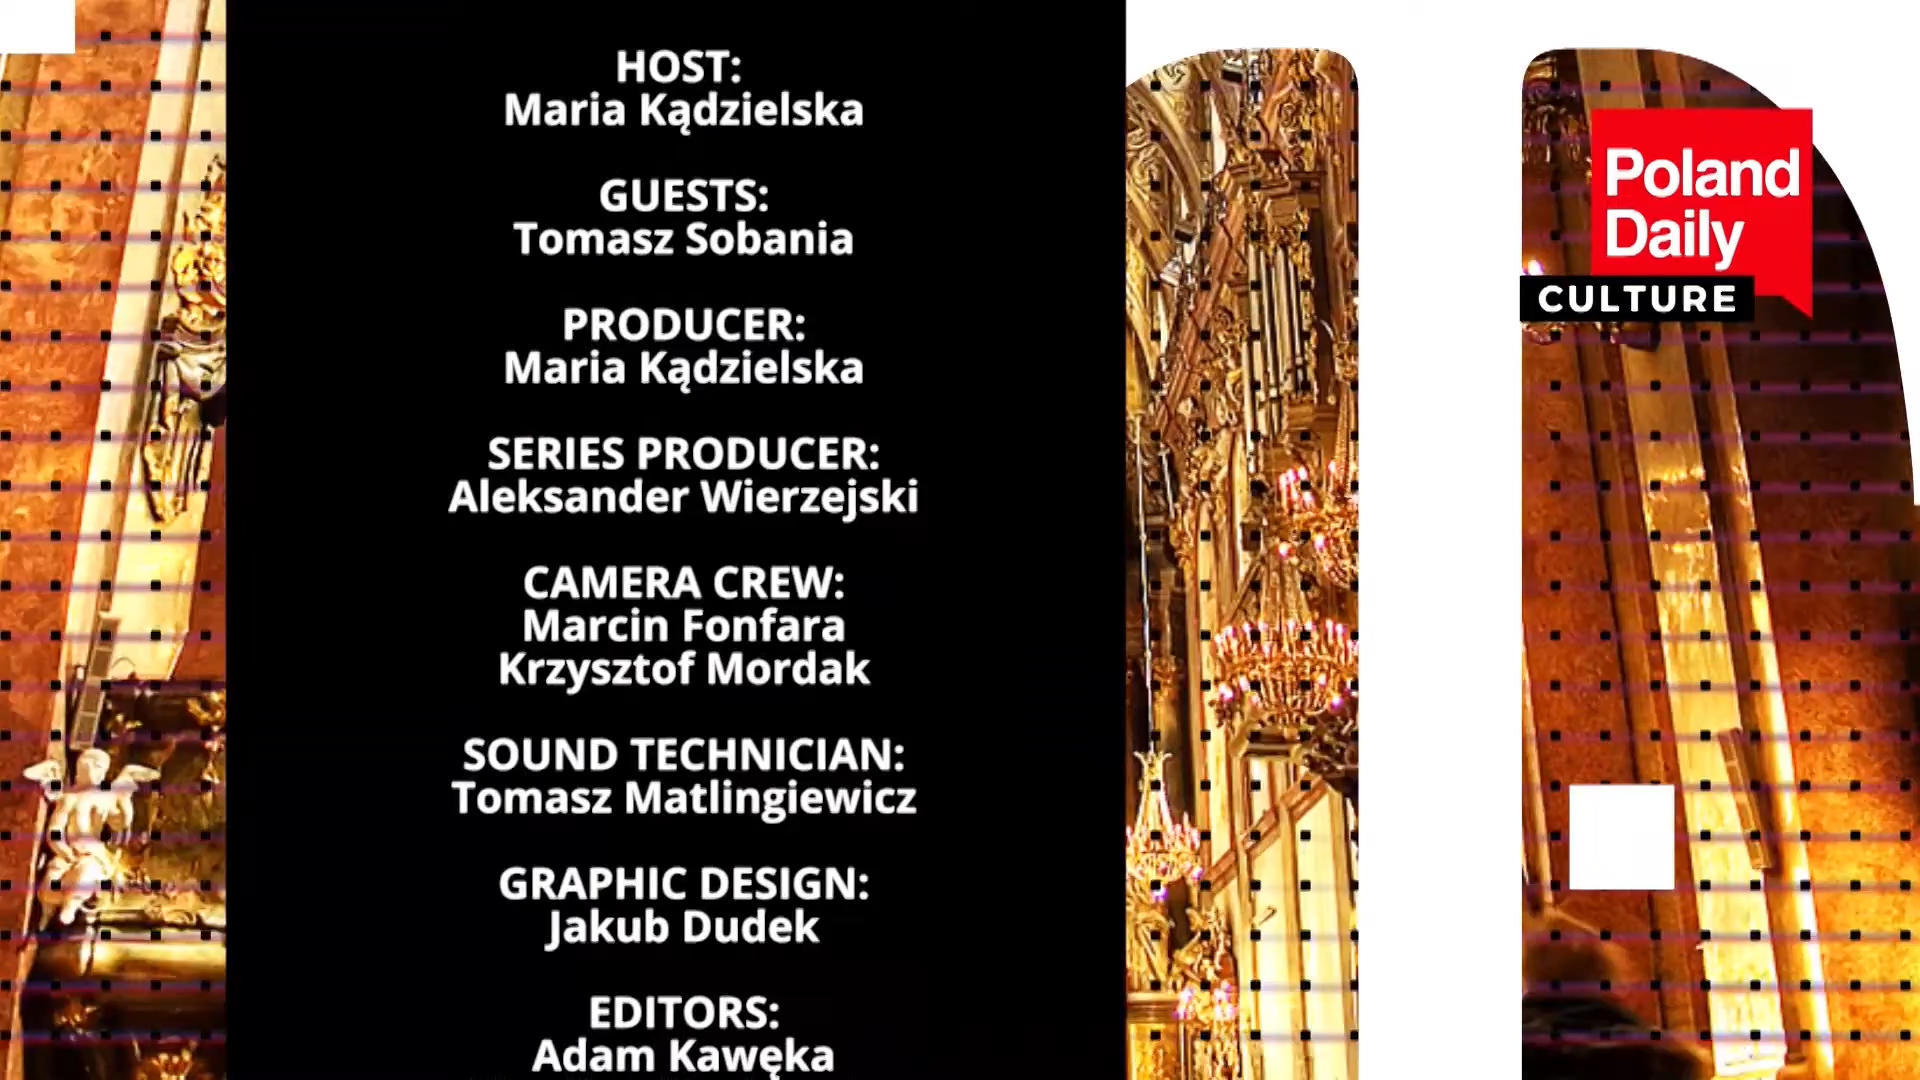 HOST:
Maria Kądzielska
GUESTS:
Tomasz Sobania
PRODUCER:
Maria Kądzielska
SERIES PRODUCER:
Aleksander Wierzejski
CAMERA CREW:
Marcin Fonfara
Krzysztof Mordak
SOUND TECHNICIAN:
Tomasz Matlingiewicz
GRAPHIC DESIGN:
Jakub Dudek
EDITORS:
Adam Kawęka
Poland
Daily
CULTURE